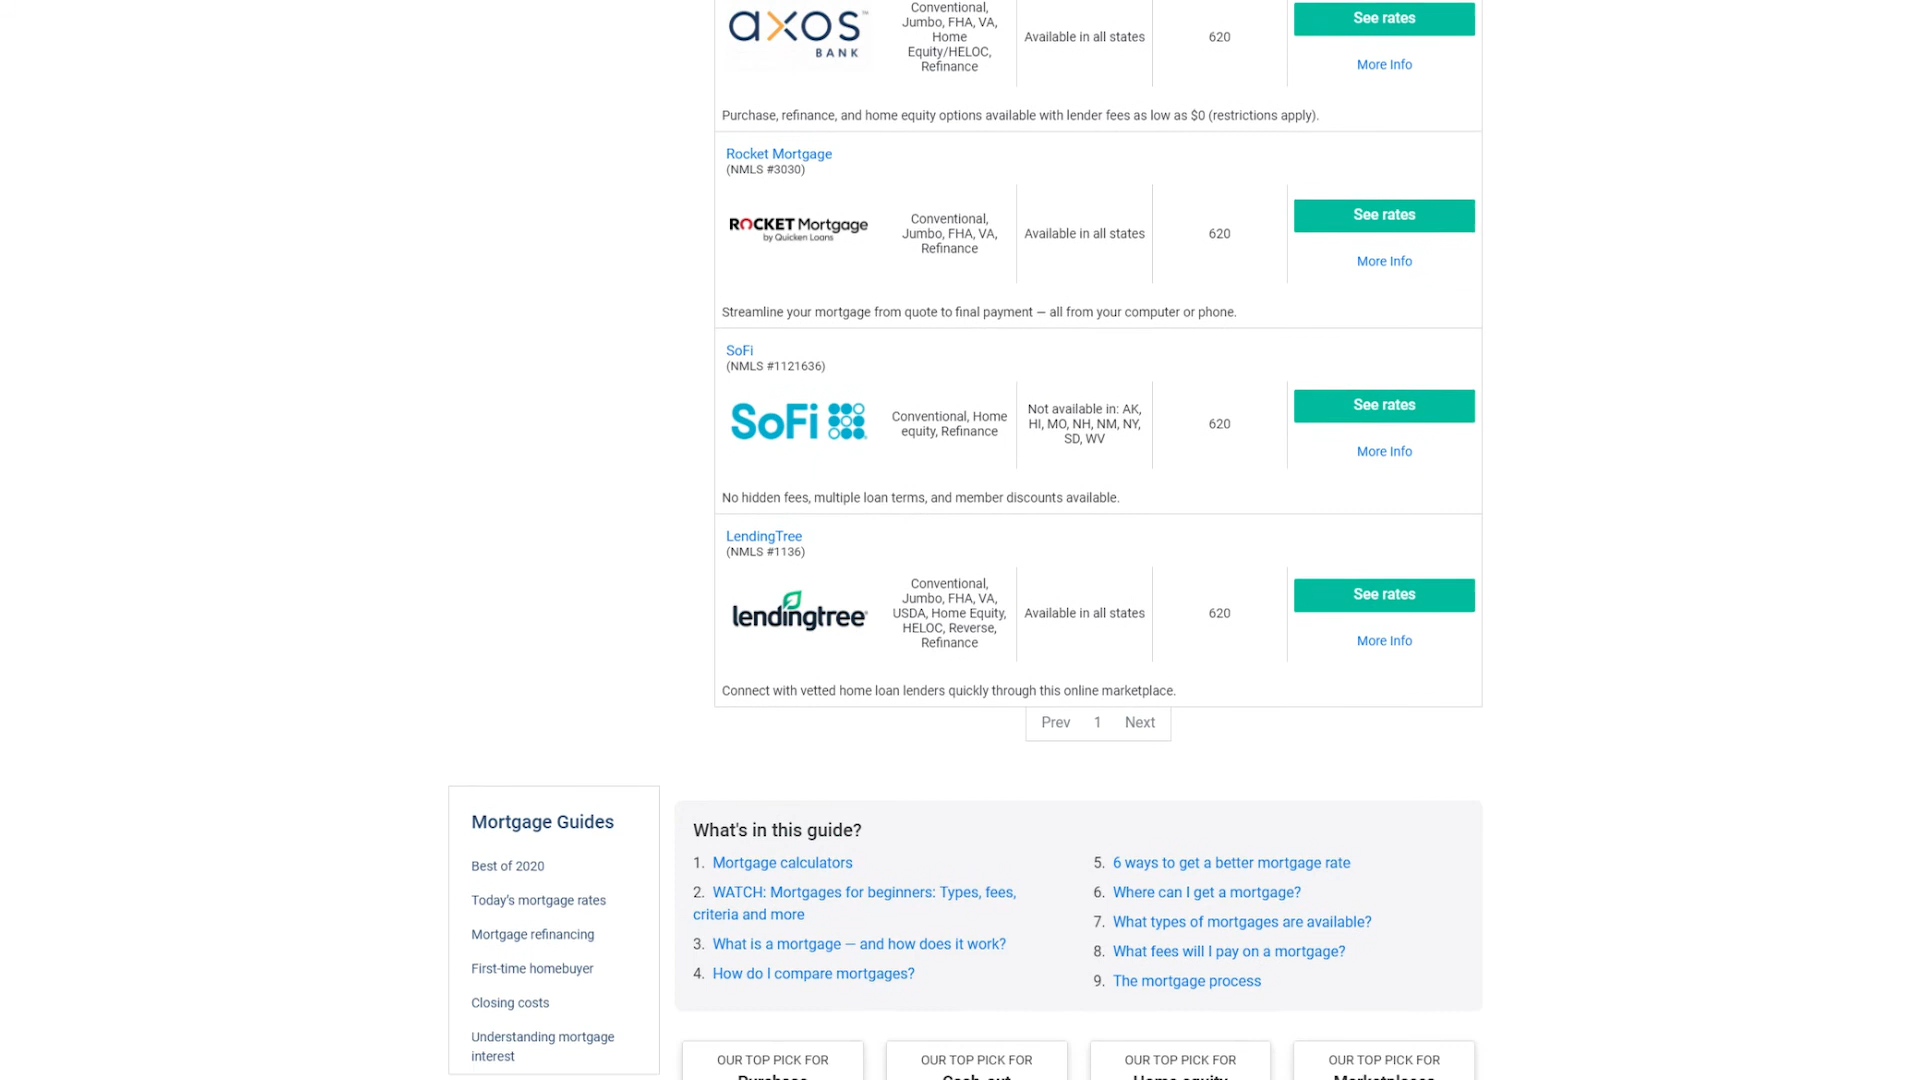 axos
BANK
Conventional,
Jumbo, FHA, VA,
Home
Equity/HELOC,
Refinance
Available in all states
620
See rates
More Info
Purchase, refinance, and home equity options available with lender fees as low as $0 (restrictions apply).
Rocket Mortgage
(NMLS #3030)
ROCKET Mortgage
by Quicken Loans
Conventional,
Jumbo, FHA, VA,
Refinance
Available in all states
620
See rates
More Info
Streamline your mortgage from quote to final payment — all from your computer or phone.
SoFi
(NMLS #1121636)
SoFi
Conventional, Home
equity, Refinance
Not available in: AK,
HI, MO, NH, NM, NY,
SD, WV
620
See rates
More Info
No hidden fees, multiple loan terms, and member discounts available.
LendingTree
(NMLS #1136)
lendingtree
Conventional,
Jumbo, FHA, VA,
USDA, Home Equity,
HELOC, Reverse,
Refinance
Available in all states
620
See rates
More Info
Connect with vetted home loan lenders quickly through this online marketplace.
Prev 1 Next
Mortgage Guides
Best of 2020
Today's mortgage rates
Mortgage refinancing
First-time homebuyer
Closing costs
Understanding mortgage
interest
What's in this guide?
1. Mortgage calculators
2. WATCH: Mortgages for beginners: Types, fees,
criteria and more
3. What is a mortgage — and how does it work?
4. How do I compare mortgages?
5. 6 ways to get a better mortgage rate
6. Where can I get a mortgage?
7. What types of mortgages are available?
8. What fees will I pay on a mortgage?
9. The mortgage process
OUR TOP PICK FOR
Purchase
OUR TOP PICK FOR
Cash-out
OUR TOP PICK FOR
Home equity
OUR TOP PICK FOR
Marketplaces